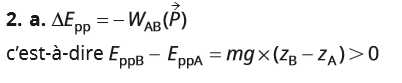 2. a. ΔEpp = – WAB(P⃗)
c'est-à-dire EppB – EppA = mg×(zB – zA) > 0